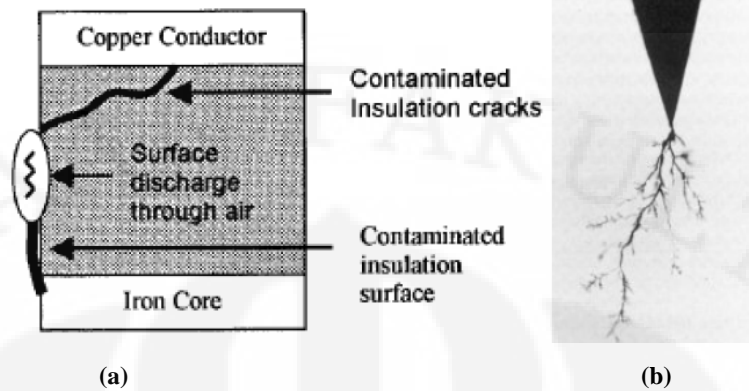 Copper Conductor
Contaminated
Insulation cracks
Surface
discharge
through air
Contaminated
insulation
surface
Iron Core
(a)
(b)